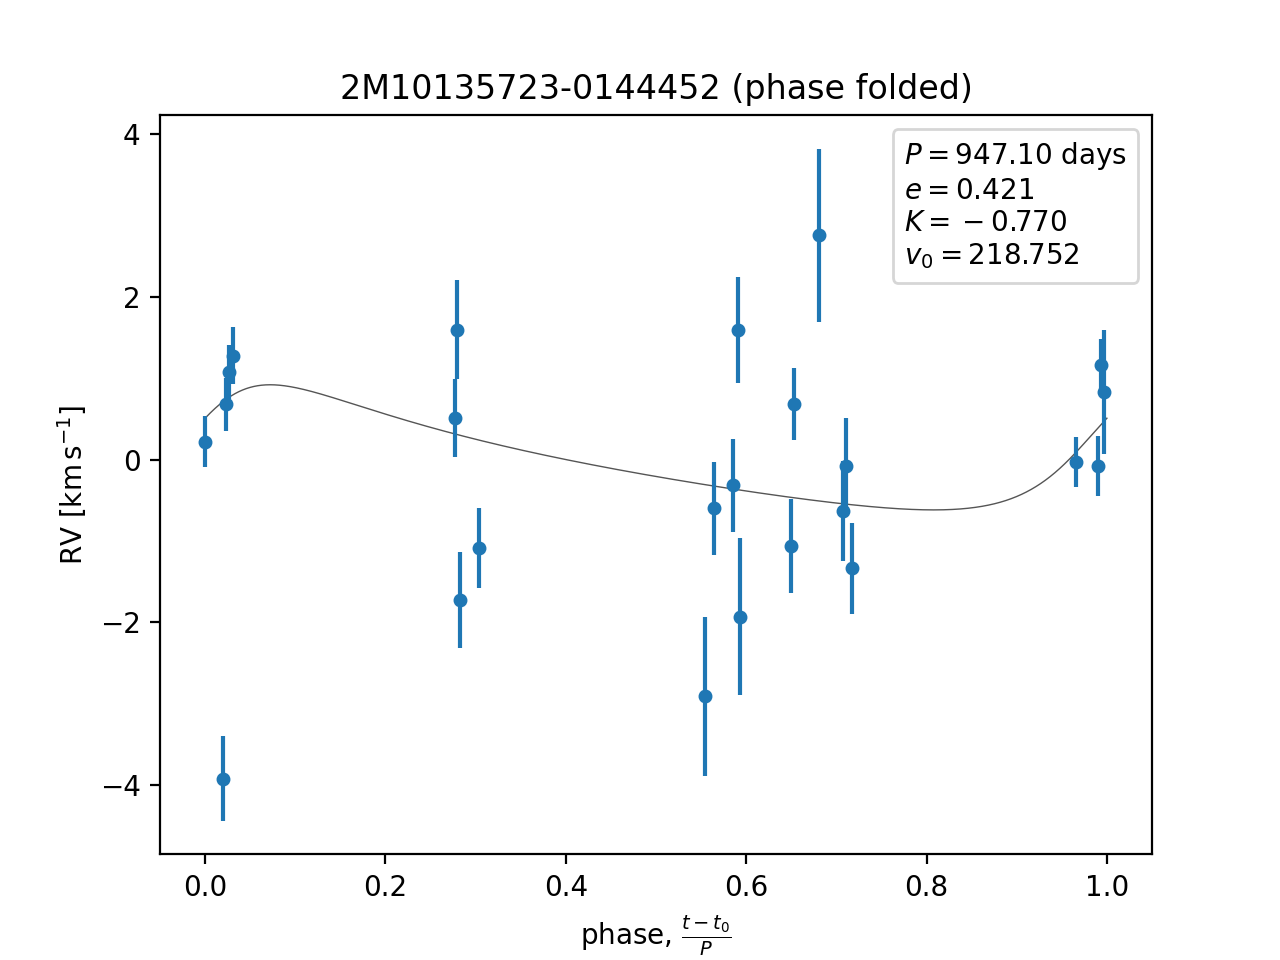 2M10135723-0144452 (phase folded)
P = 947.10 days
e = 0.421
K = −0.770
v₀ = 218.752
4
2
0
−2
−4
RV [km s⁻¹]
0.0 0.2 0.4 0.6 0.8 1.0
phase, (t − t₀)/P